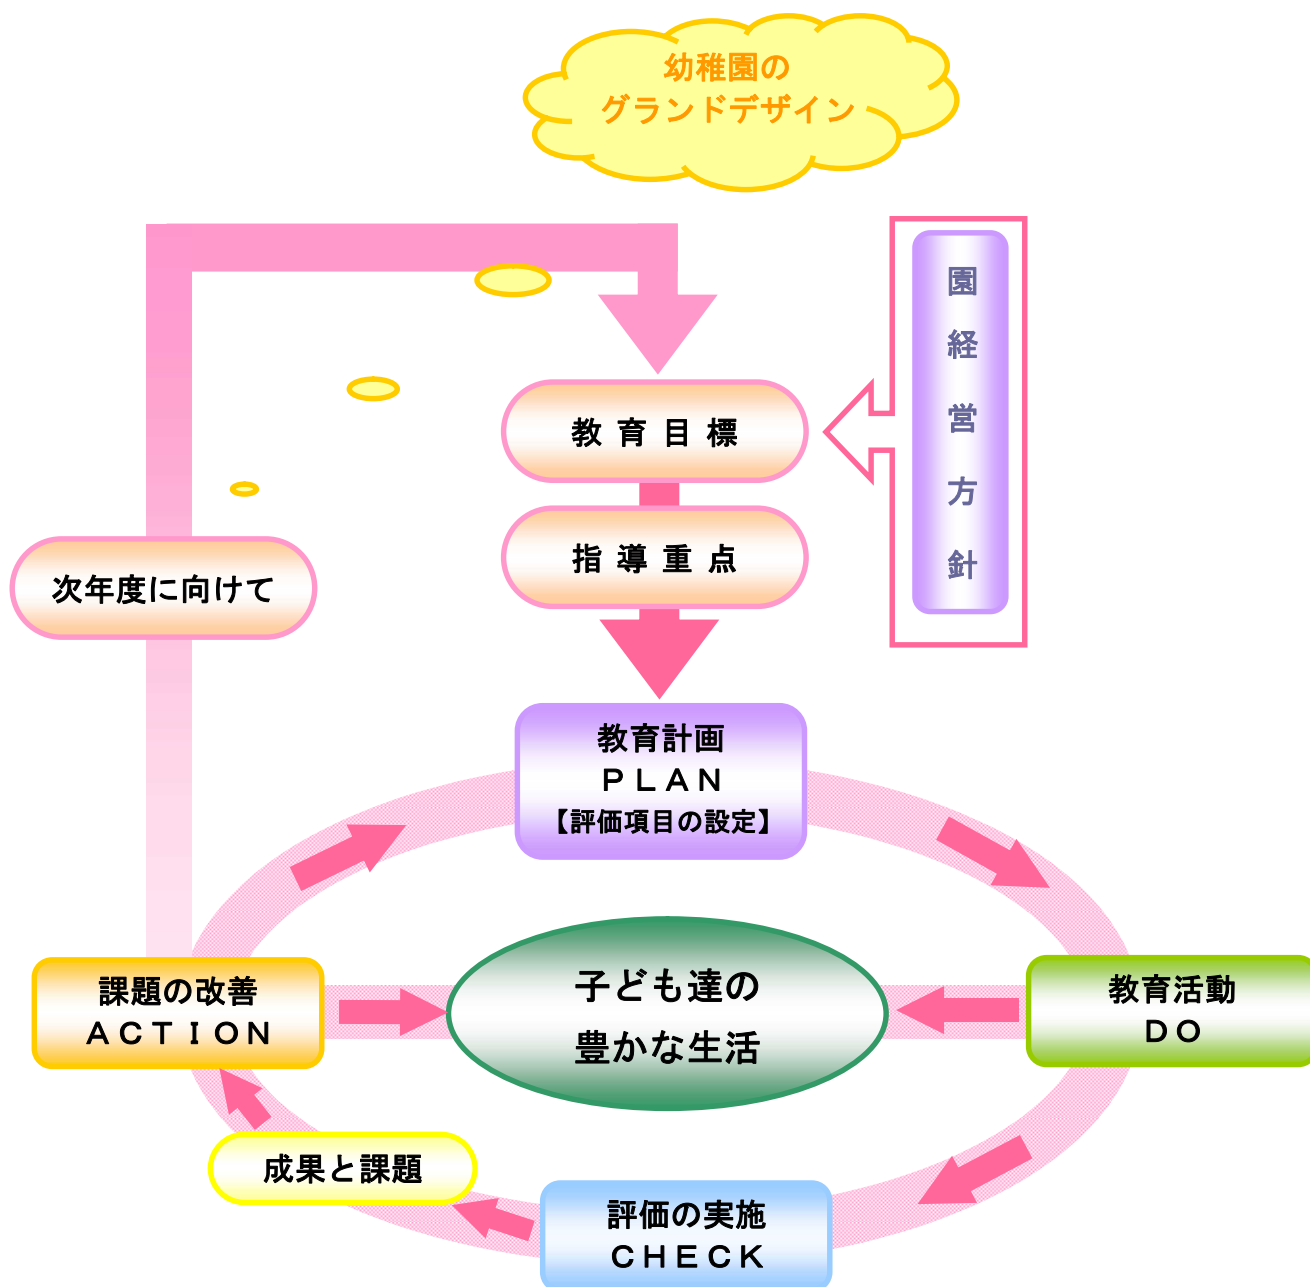 幼稚園の
グランドデザイン
園経営方針
教育目標
指導重点
次年度に向けて
教育計画
ＰＬＡＮ
【評価項目の設定】
子ども達の
豊かな生活
課題の改善
ＡＣＴＩＯＮ
教育活動
ＤＯ
成果と課題
評価の実施
ＣＨＥＣＫ